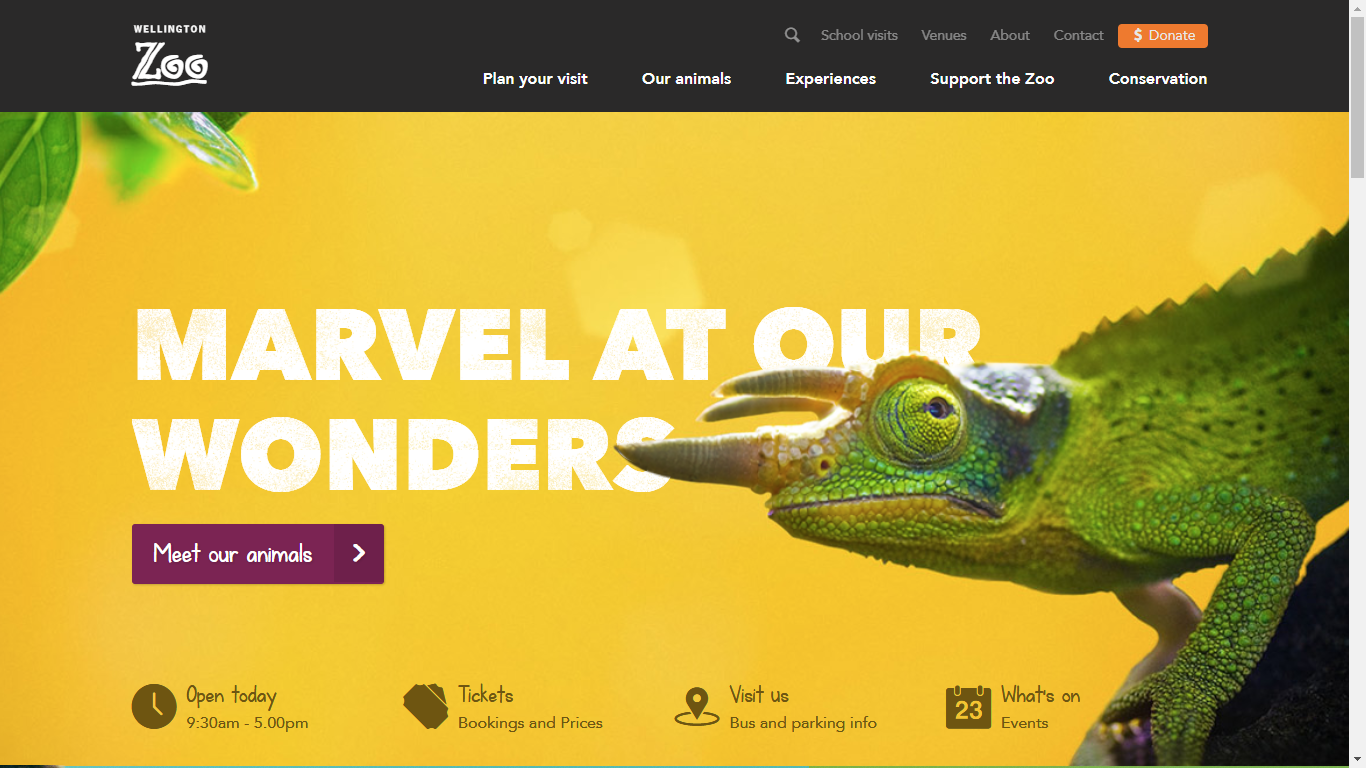 WELLINGTON
Zoo
School visits Venues About Contact $ Donate
Plan your visit Our animals Experiences Support the Zoo Conservation
MARVEL AT OUR
WONDERS
Meet our animals
Open today
9:30am - 5.00pm
Tickets
Bookings and Prices
Visit us
Bus and parking info
23
What's on
Events